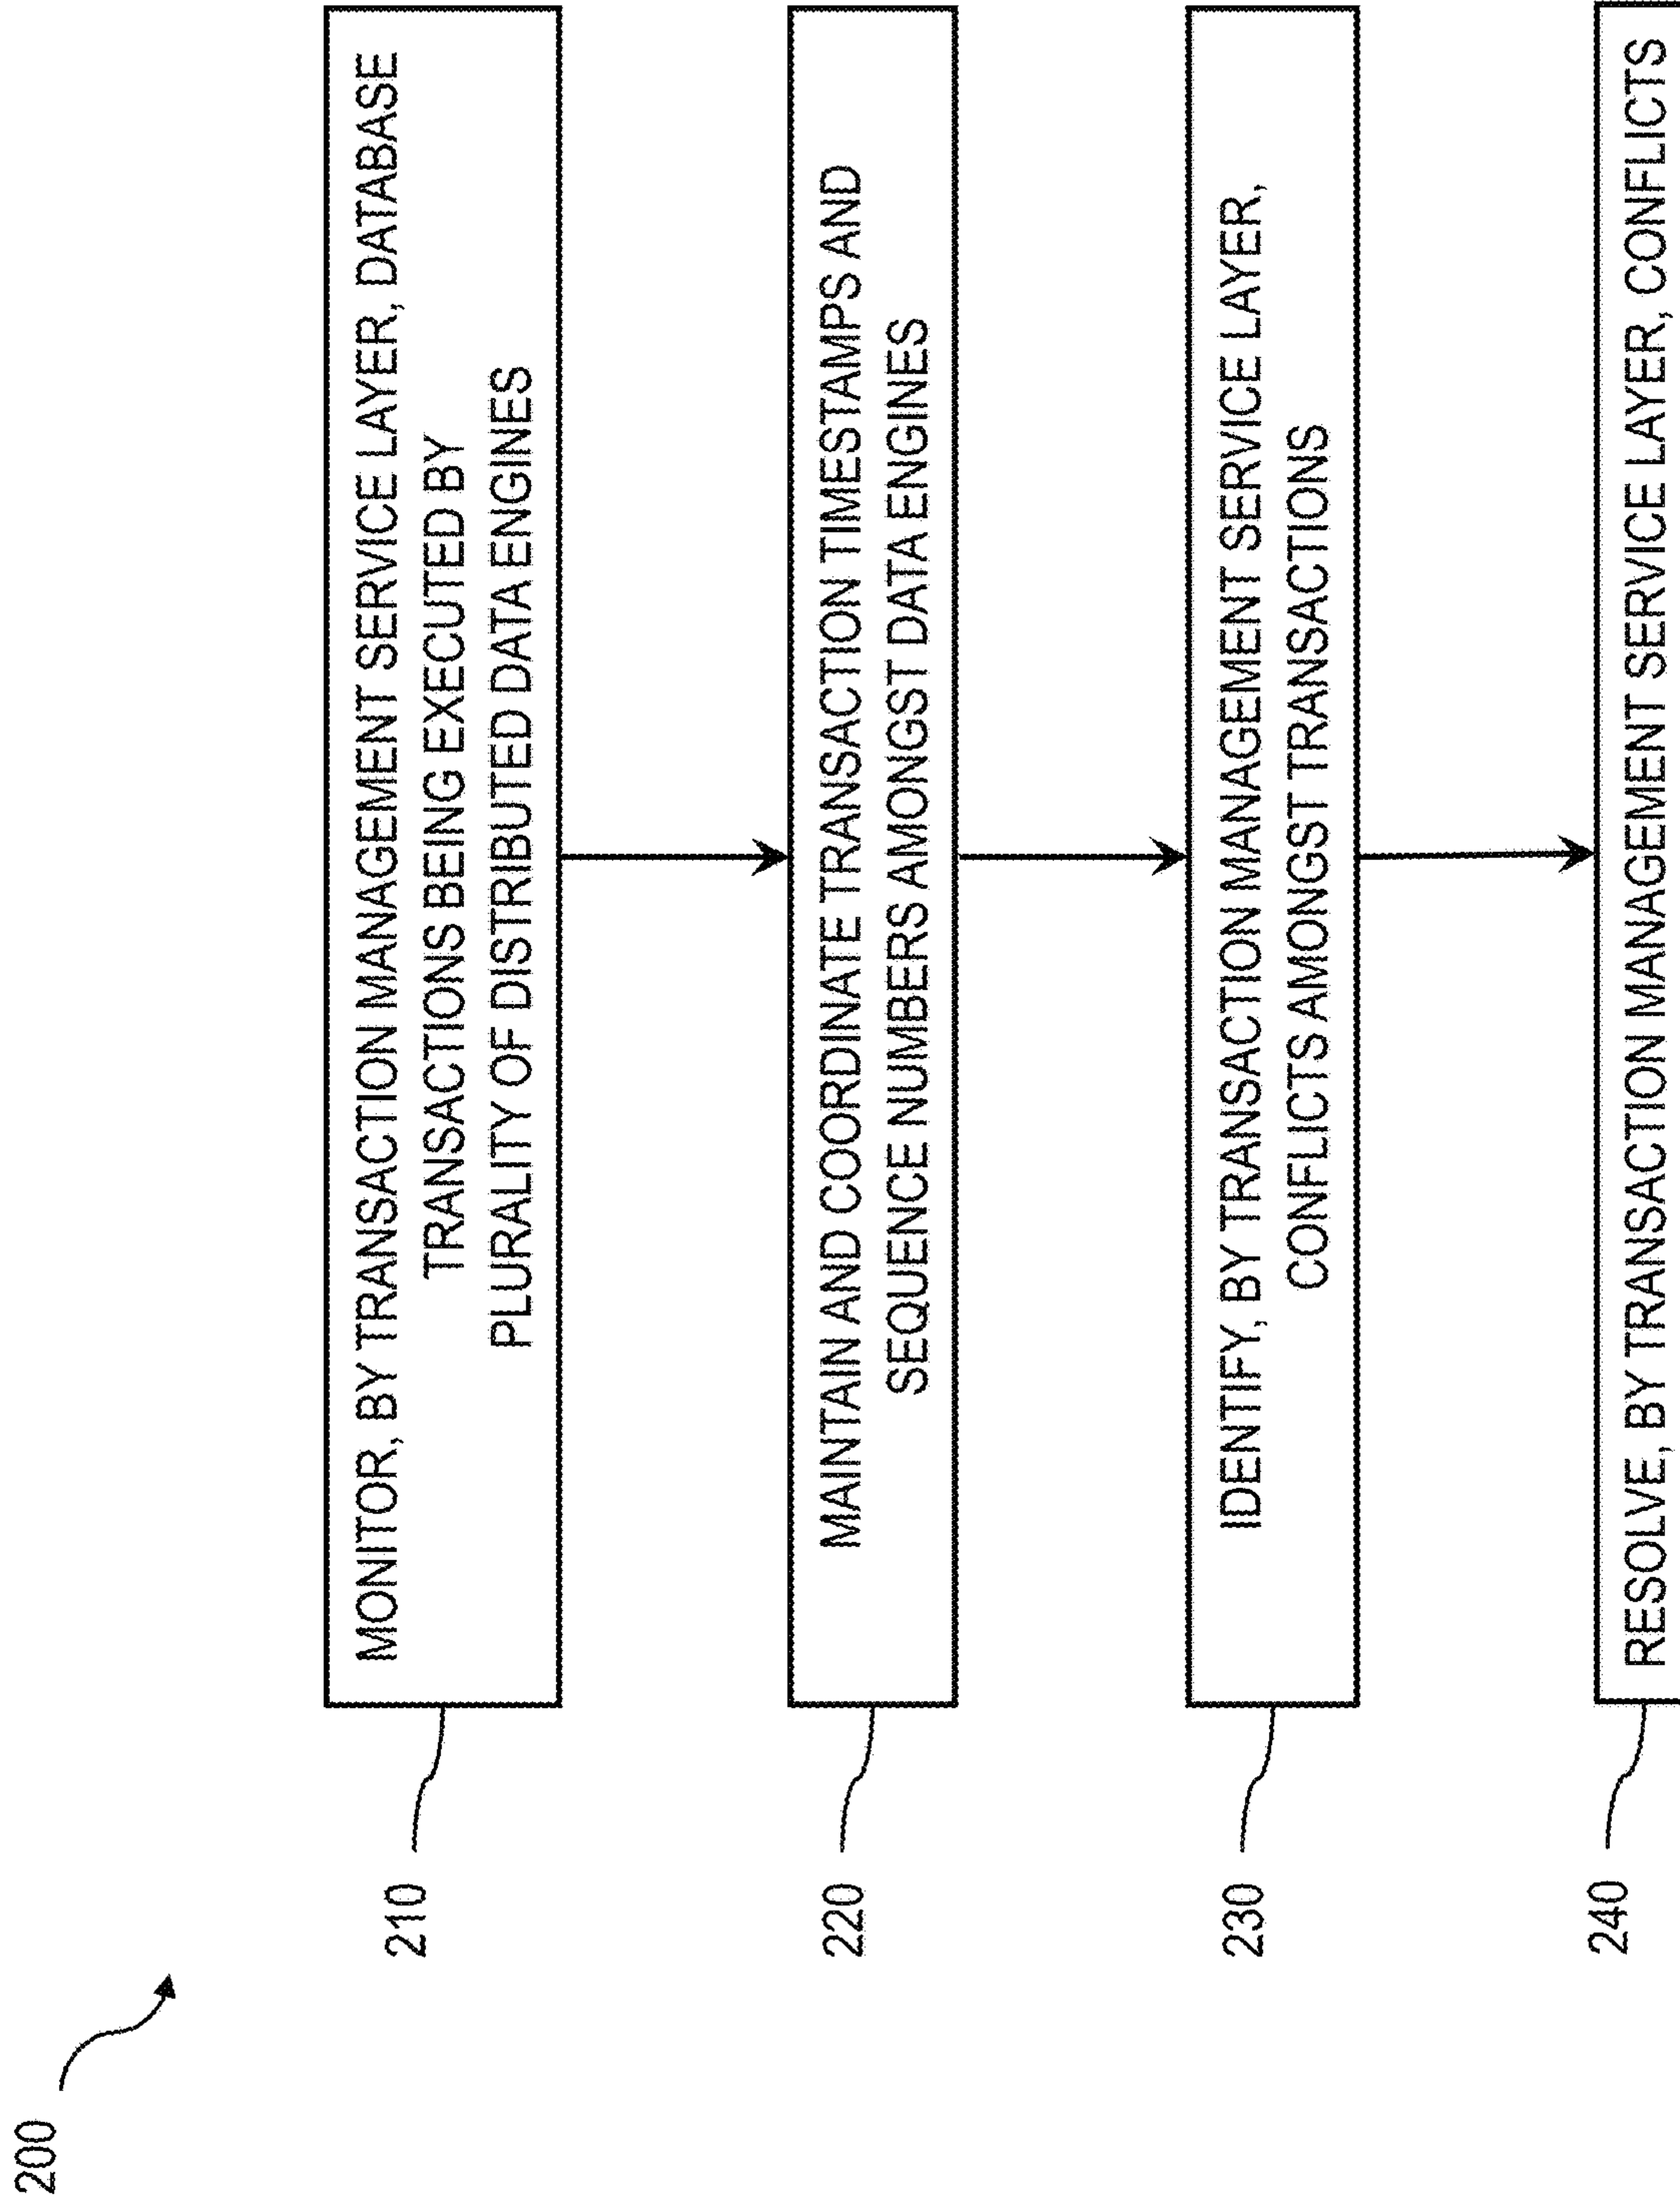 200
210
MONITOR, BY TRANSACTION MANAGEMENT SERVICE LAYER, DATABASE
TRANSACTIONS BEING EXECUTED BY
PLURALITY OF DISTRIBUTED DATA ENGINES
220
MAINTAIN AND COORDINATE TRANSACTION TIMESTAMPS AND
SEQUENCE NUMBERS AMONGST DATA ENGINES
230
IDENTIFY, BY TRANSACTION MANAGEMENT SERVICE LAYER,
CONFLICTS AMONGST TRANSACTIONS
240
RESOLVE, BY TRANSACTION MANAGEMENT SERVICE LAYER, CONFLICTS